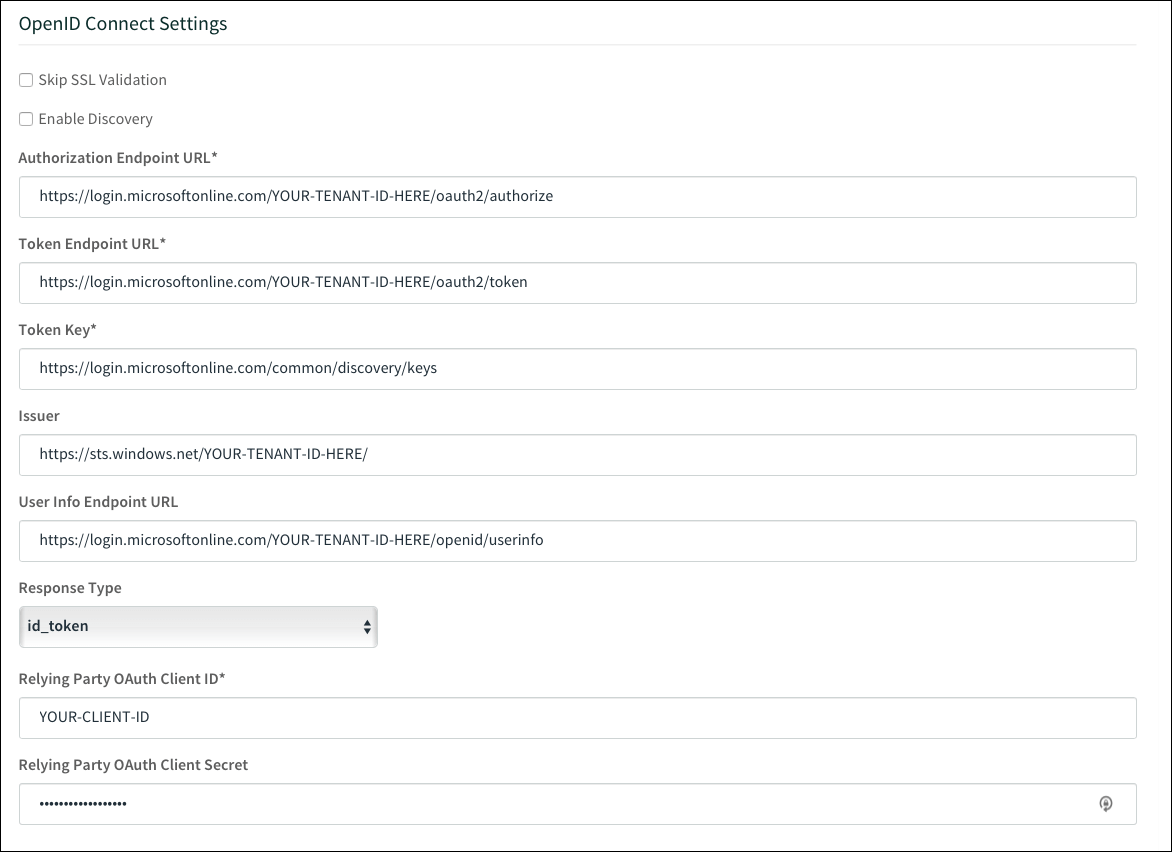 OpenID Connect Settings
Skip SSL Validation
Enable Discovery
Authorization Endpoint URL*
https://login.microsoftonline.com/YOUR-TENANT-ID-HERE/oauth2/authorize
Token Endpoint URL*
https://login.microsoftonline.com/YOUR-TENANT-ID-HERE/oauth2/token
Token Key*
https://login.microsoftonline.com/common/discovery/keys
Issuer
https://sts.windows.net/YOUR-TENANT-ID-HERE/
User Info Endpoint URL
https://login.microsoftonline.com/YOUR-TENANT-ID-HERE/openid/userinfo
Response Type
id_token
Relying Party OAuth Client ID*
YOUR-CLIENT-ID
Relying Party OAuth Client Secret
••••••••••••••••••